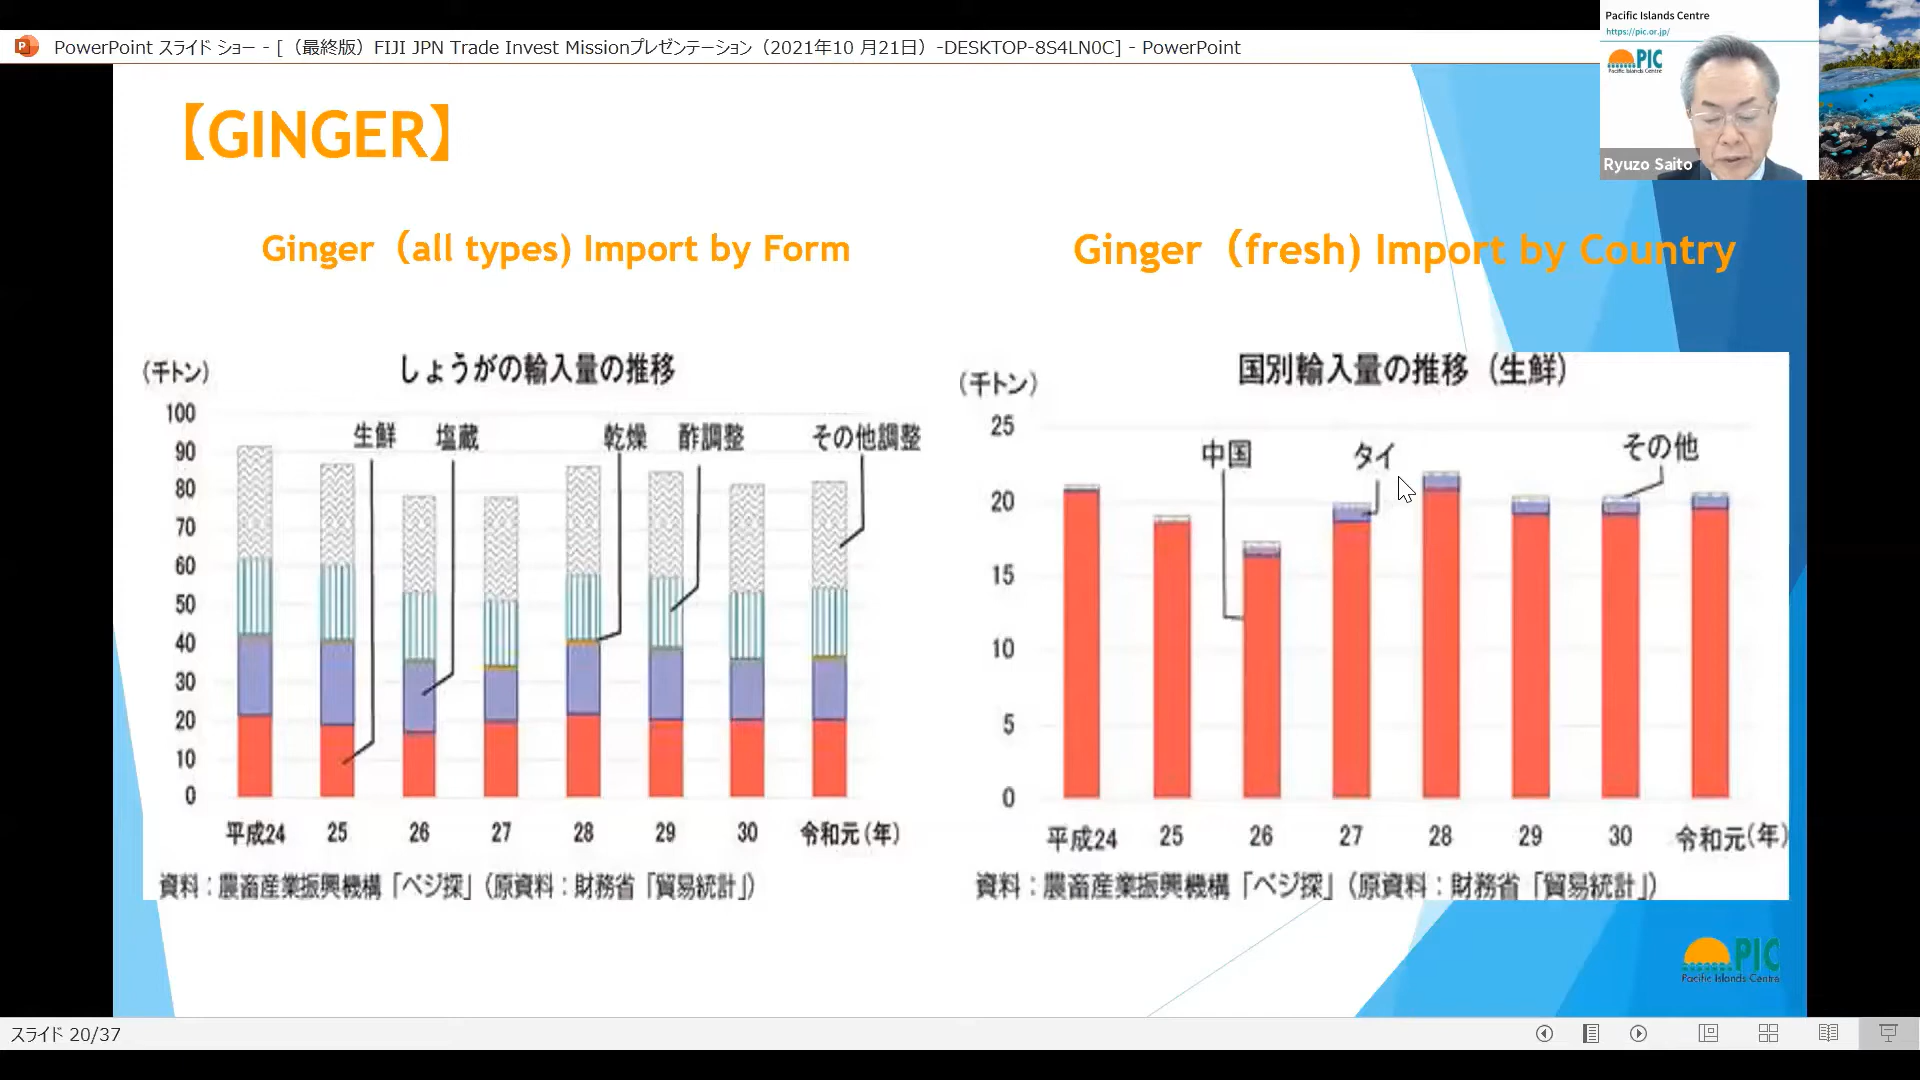 PowerPoint スライド ショー - [（最終版）FIJI JPN Trade Invest Missionプレゼンテーション（2021年10 月21日）-DESKTOP-8S4LN0C] - PowerPoint
Pacific Islands Centre
https://pic.or.jp/
PIC
Pacific Islands Centre
Ryuzo Saito
【GINGER】
Ginger（all types) Import by Form
Ginger（fresh) Import by Country
しょうがの輸入量の推移
（千トン）
100
90
80
70
60
50
40
30
20
10
0
生鮮
塩蔵
乾燥
酢調整
その他調整
平成24 25 26 27 28 29 30 令和元（年）
資料：農畜産業振興機構「ベジ探」（原資料：財務省「貿易統計」）
国別輸入量の推移（生鮮）
（千トン）
25
20
15
10
5
0
中国
タイ
その他
平成24 25 26 27 28 29 30 令和元（年）
資料：農畜産業振興機構「ベジ探」（原資料：財務省「貿易統計」）
PIC
Pacific Islands Centre
スライド 20/37